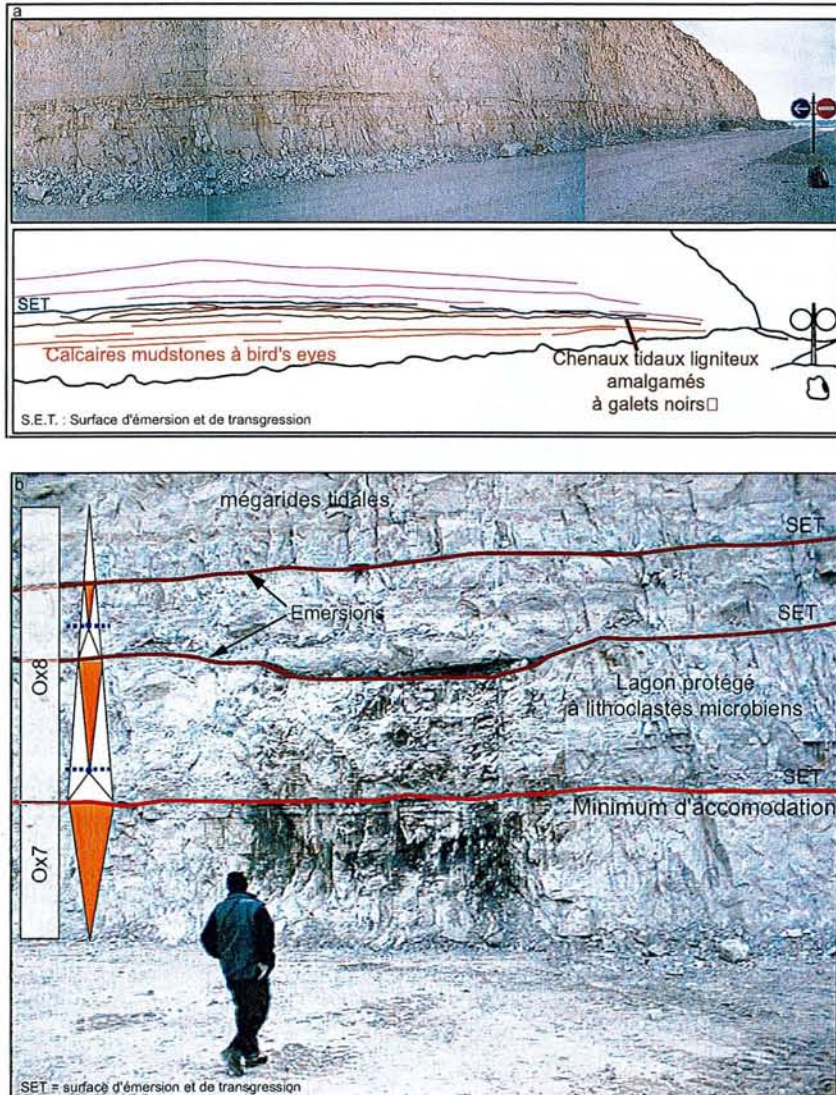 a
SET
Calcaires mudstones à bird's eyes
Chenaux tidaux ligniteux
amalgamés
à galets noirs□
S.E.T. : Surface d'émersion et de transgression
b
mégarides tidales
SET
Emersions
SET
Ox8
Lagon protégé
à lithoclastes microbiens
SET
Minimum d'accomodation
Ox7
SET = surface d'émersion et de transgression